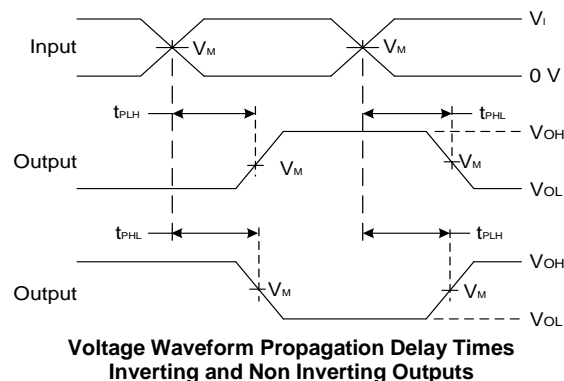 Input
VM
VM
VI
0 V
tPLH
tPHL
Output
VM
VM
VOH
VOL
tPHL
tPLH
Output
VM
VM
VOH
VOL
Voltage Waveform Propagation Delay Times
Inverting and Non Inverting Outputs